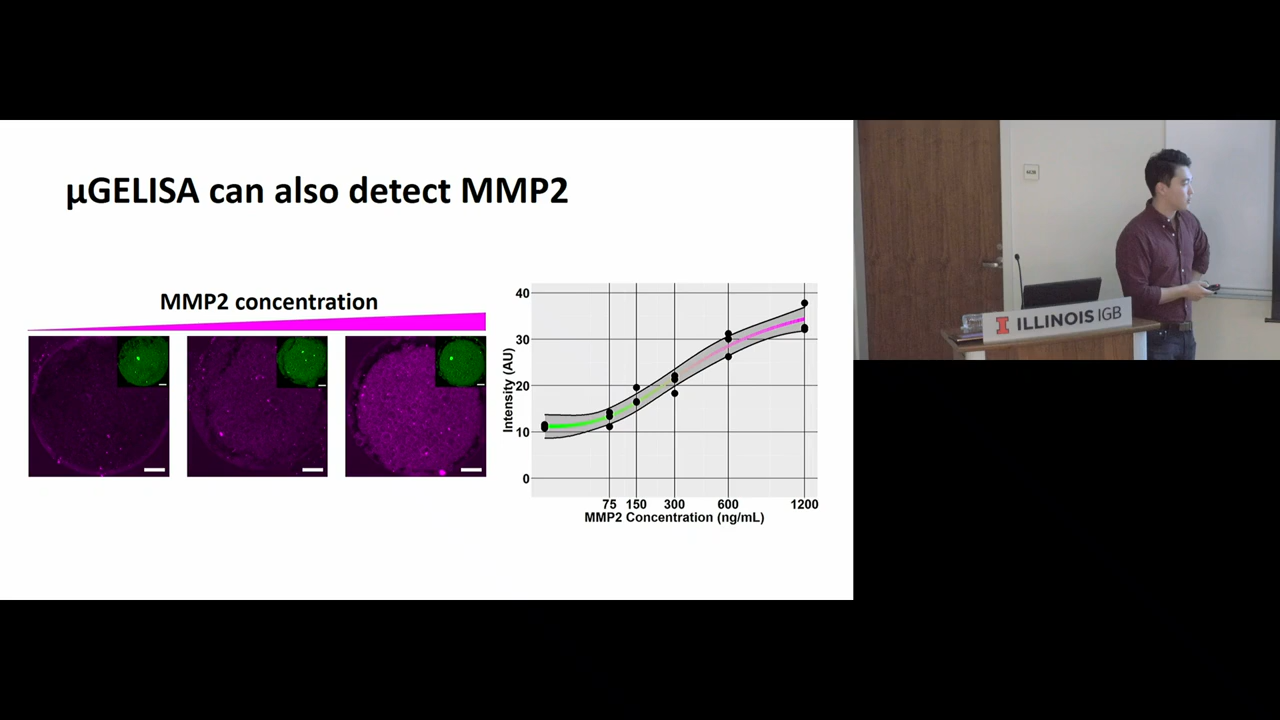 µGELISA can also detect MMP2
MMP2 concentration
40
30
20
10
0
Intensity (AU)
75 150 300 600 1200
MMP2 Concentration (ng/mL)
I ILLINOIS IGB